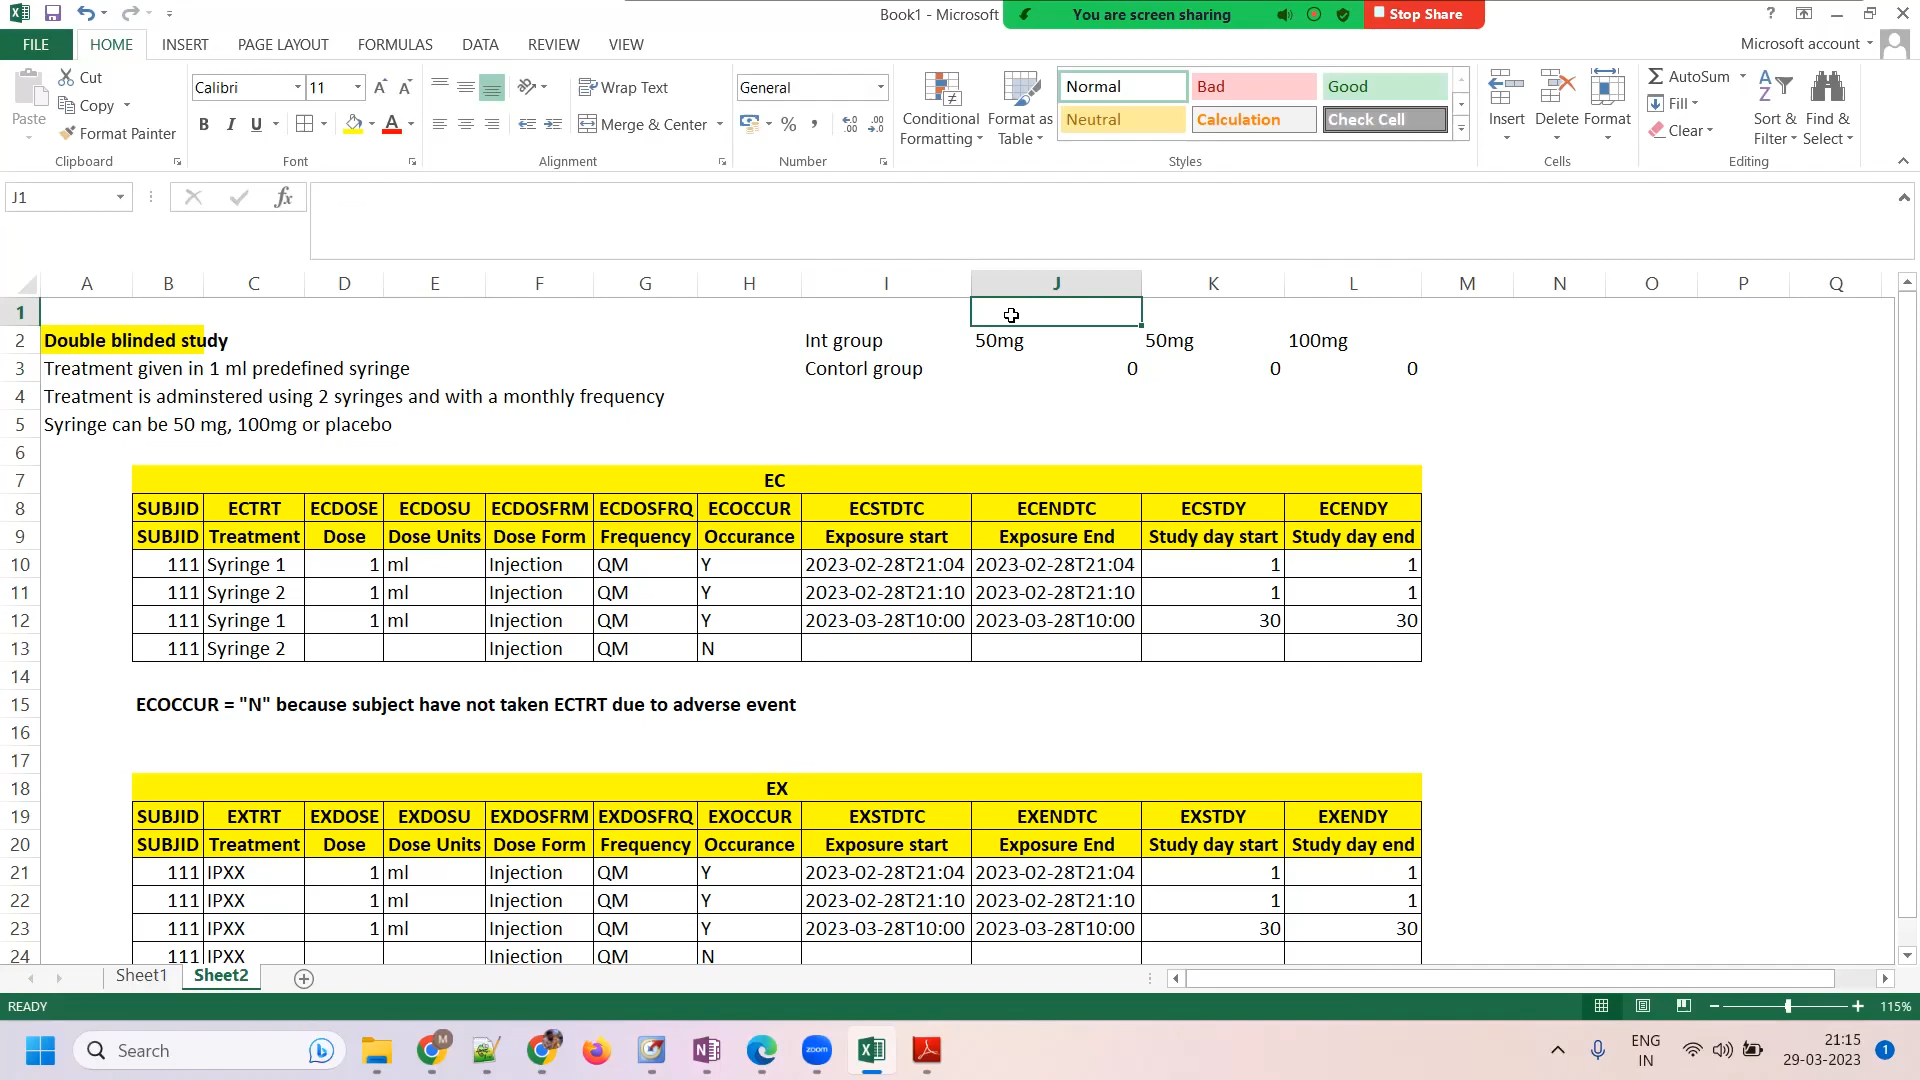 Book1 - Microsoft
You are screen sharing
Stop Share
FILE HOME INSERT PAGE LAYOUT FORMULAS DATA REVIEW VIEW
Microsoft account
Paste
Cut
Copy
Format Painter
Clipboard
Calibri 11
B I U
Font
Wrap Text
Merge & Center
Alignment
General
Number
Conditional Formatting
Format as Table
Normal Bad Good
Neutral Calculation Check Cell
Styles
Insert Delete Format
Cells
AutoSum
Fill
Clear
Sort & Filter
Find & Select
Editing
J1
fx
A B C D E F G H I J K L M N O P Q
1
2 Double blinded study Int group 50mg 50mg 100mg
3 Treatment given in 1 ml predefined syringe Contorl group 0 0 0
4 Treatment is adminstered using 2 syringes and with a monthly frequency
5 Syringe can be 50 mg, 100mg or placebo
6
7 EC
8 SUBJID ECTRT ECDOSE ECDOSU ECDOSFRM ECDOSFRQ ECOCCUR ECSTDTC ECENDTC ECSTDY ECENDY
9 SUBJID Treatment Dose Dose Units Dose Form Frequency Occurance Exposure start Exposure End Study day start Study day end
10 111 Syringe 1 1 ml Injection QM Y 2023-02-28T21:04 2023-02-28T21:04 1 1
11 111 Syringe 2 1 ml Injection QM Y 2023-02-28T21:10 2023-02-28T21:10 1 1
12 111 Syringe 1 1 ml Injection QM Y 2023-03-28T10:00 2023-03-28T10:00 30 30
13 111 Syringe 2 Injection QM N
14
15 ECOCCUR = "N" because subject have not taken ECTRT due to adverse event
16
17
18 EX
19 SUBJID EXTRT EXDOSE EXDOSU EXDOSFRM EXDOSFRQ EXOCCUR EXSTDTC EXENDTC EXSTDY EXENDY
20 SUBJID Treatment Dose Dose Units Dose Form Frequency Occurance Exposure start Exposure End Study day start Study day end
21 111 IPXX 1 ml Injection QM Y 2023-02-28T21:04 2023-02-28T21:04 1 1
22 111 IPXX 1 ml Injection QM Y 2023-02-28T21:10 2023-02-28T21:10 1 1
23 111 IPXX 1 ml Injection QM Y 2023-03-28T10:00 2023-03-28T10:00 30 30
24 111 IPXX Injection QM N
Sheet1 Sheet2
READY
115%
Search
zoom
ENG
IN
21:15
29-03-2023
1